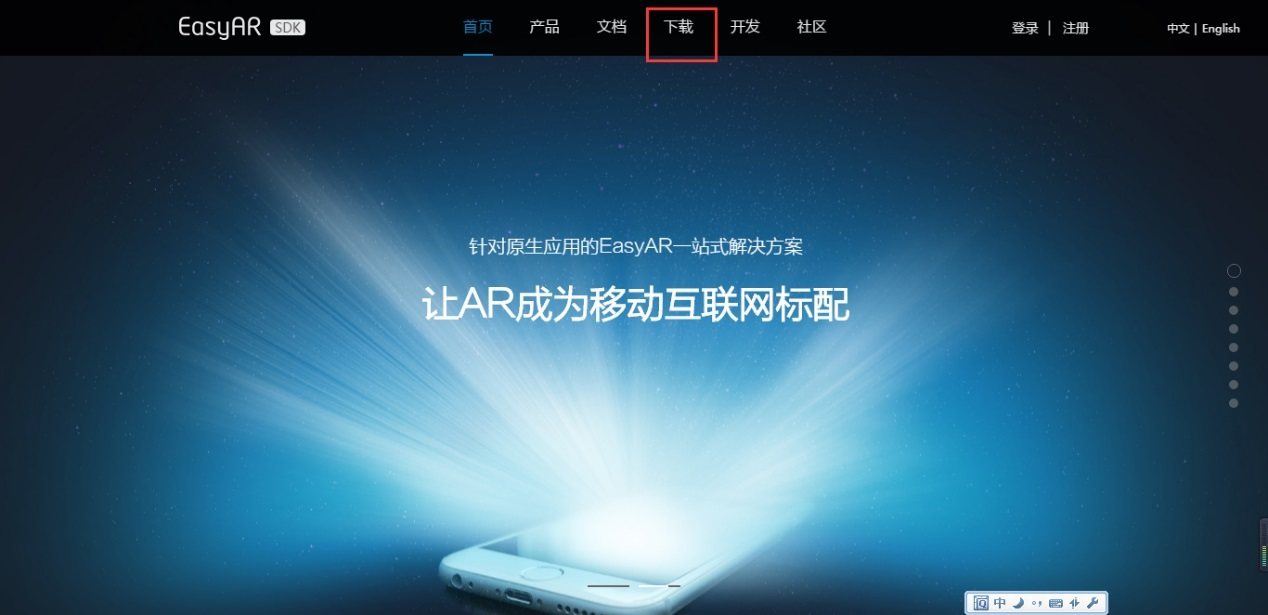 EasyAR SDK 首页 产品 文档 下载 开发 社区 登录 | 注册 中文 | English
针对原生应用的EasyAR一站式解决方案
让AR成为移动互联网标配
中